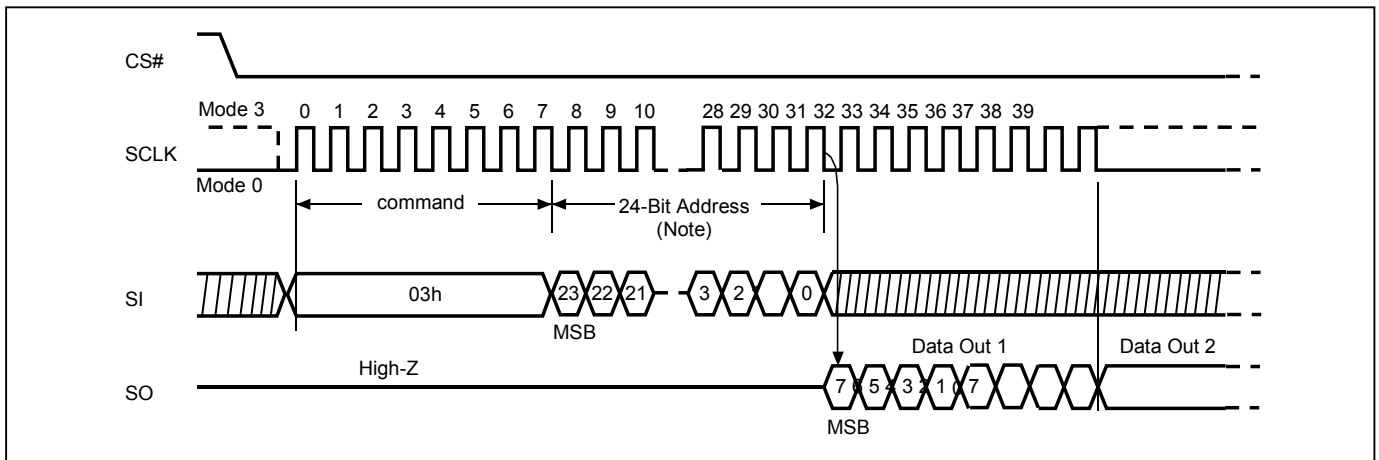 CS#
Mode 3 0 1 2 3 4 5 6 7 8 9 10 28 29 30 31 32 33 34 35 36 37 38 39
SCLK
Mode 0
command 24-Bit Address
(Note)
SI 03h 23 22 21 3 2 0
MSB
High-Z Data Out 1 Data Out 2
SO 7 6 5 4 3 2 1 0 7
MSB